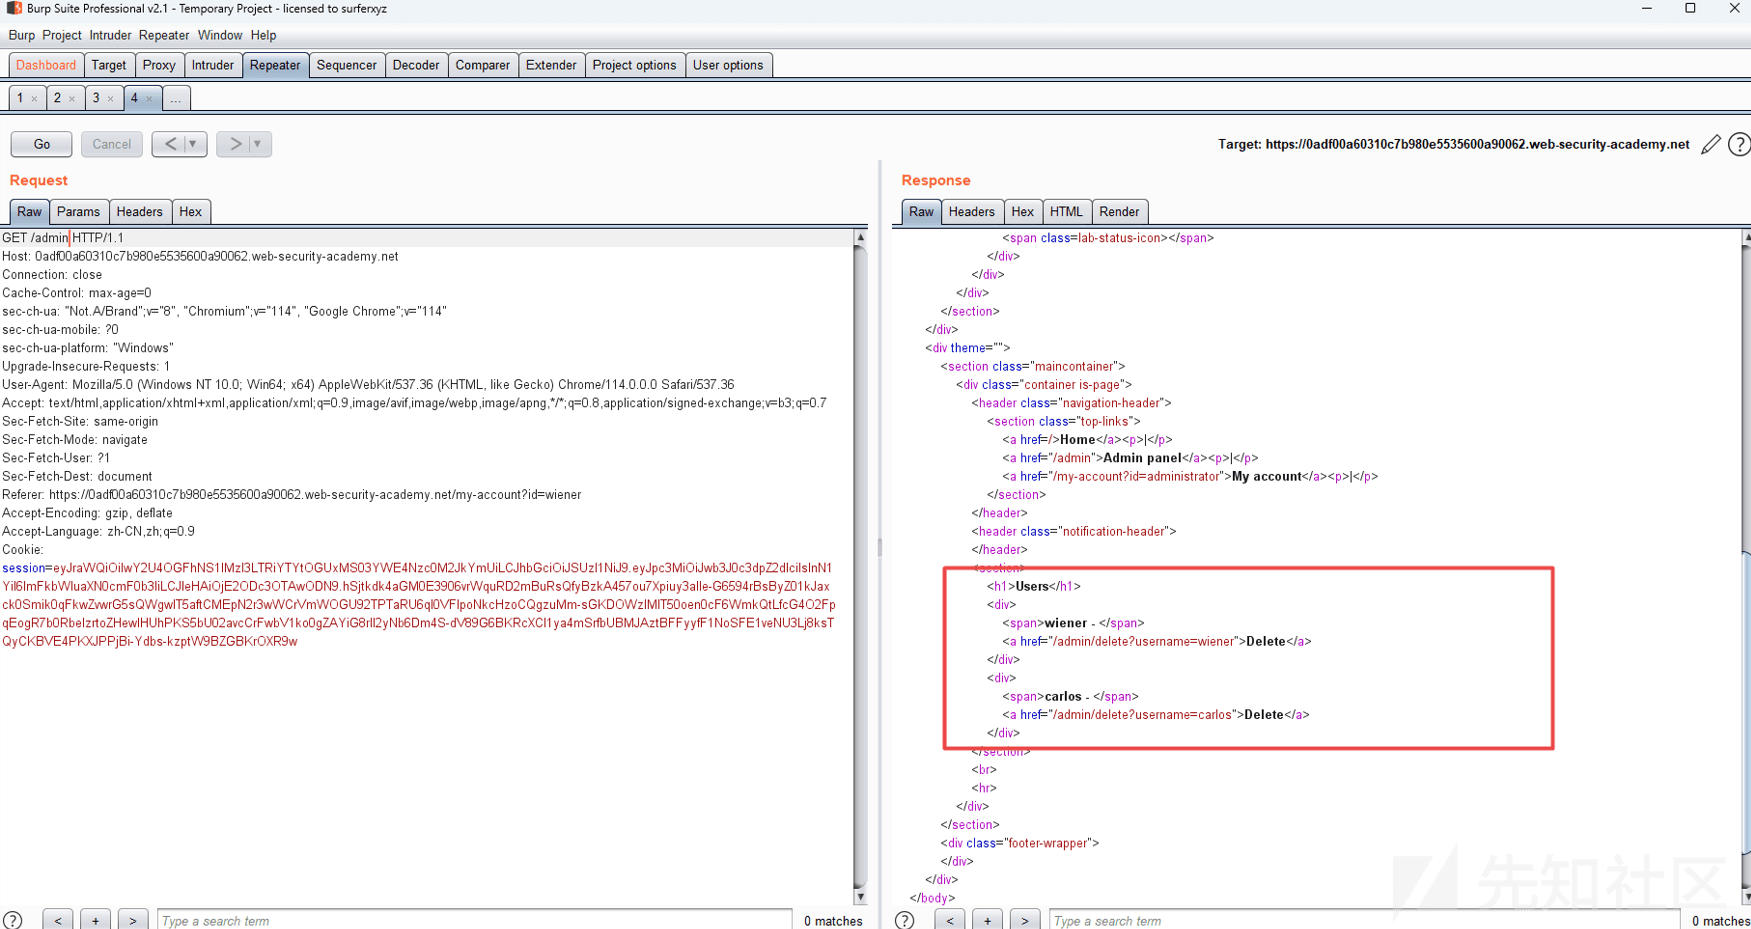 Burp Suite Professional v2.1 - Temporary Project - licensed to surferxyz
Burp Project Intruder Repeater Window Help
Dashboard Target Proxy Intruder Repeater Sequencer Decoder Comparer Extender Project options User options
1 × 2 × 3 × 4 × ...
Go Cancel < > Target: https://0adf00a60310c7b980e5535600a90062.web-security-academy.net ?
Request
Raw Params Headers Hex
GET /admin HTTP/1.1
Host: 0adf00a60310c7b980e5535600a90062.web-security-academy.net
Connection: close
Cache-Control: max-age=0
sec-ch-ua: "Not.A/Brand";v="8", "Chromium";v="114", "Google Chrome";v="114"
sec-ch-ua-mobile: ?0
sec-ch-ua-platform: "Windows"
Upgrade-Insecure-Requests: 1
User-Agent: Mozilla/5.0 (Windows NT 10.0; Win64; x64) AppleWebKit/537.36 (KHTML, like Gecko) Chrome/114.0.0.0 Safari/537.36
Accept: text/html,application/xhtml+xml,application/xml;q=0.9,image/avif,image/webp,image/apng,*/*;q=0.8,application/signed-exchange;v=b3;q=0.7
Sec-Fetch-Site: same-origin
Sec-Fetch-Mode: navigate
Sec-Fetch-User: ?1
Sec-Fetch-Dest: document
Referer: https://0adf00a60310c7b980e5535600a90062.web-security-academy.net/my-account?id=wiener
Accept-Encoding: gzip, deflate
Accept-Language: zh-CN,zh;q=0.9
Cookie:
? < + > Type a search term 0 matches
Response
Raw Headers Hex HTML Render
<span class=lab-status-icon></span>
</div>
</div>
</div>
</section>
</div>
<div theme="">
<section class="maincontainer">
<div class="container is-page">
<header class="navigation-header">
<section class="top-links">
<a href=/>Home</a><p>|</p>
<a href="/admin">Admin panel</a><p>|</p>
<a href="/my-account?id=administrator">My account</a><p>|</p>
</section>
</header>
<header class="notification-header">
</header>
<section>
<h1>Users</h1>
<div>
<span>wiener - </span>
<a href="/admin/delete?username=wiener">Delete</a>
</div>
<div>
<span>carlos - </span>
<a href="/admin/delete?username=carlos">Delete</a>
</div>
</section>
<br>
<hr>
</div>
</section>
<div class="footer-wrapper">
</div>
</div>
</body>
? < + > Type a search term 0 matches
先知社区